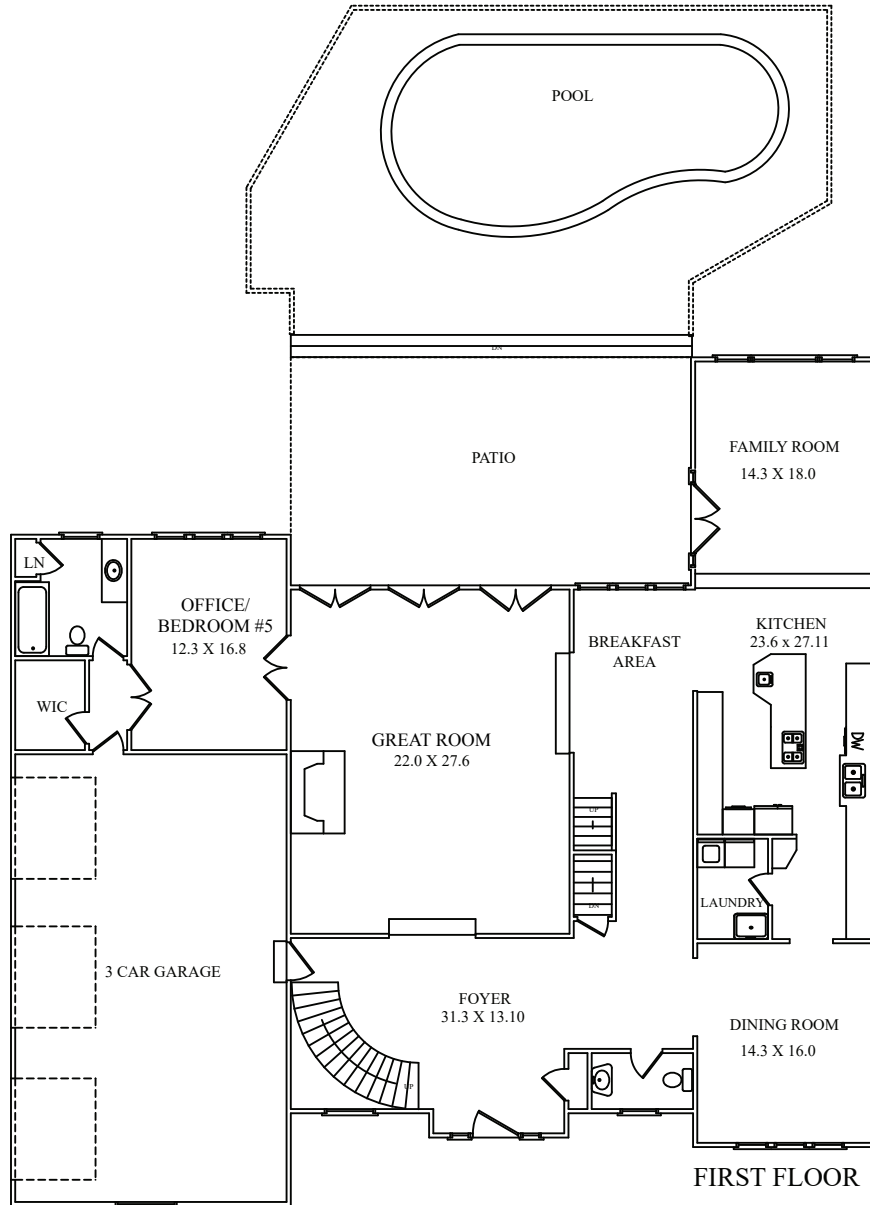 POOL
DN
PATIO
FAMILY ROOM
14.3 X 18.0
LN
OFFICE/
BEDROOM #5
12.3 X 16.8
BREAKFAST
AREA
KITCHEN
23.6 x 27.11
WIC
GREAT ROOM
22.0 X 27.6
DW
UP
DN
LAUNDRY
3 CAR GARAGE
FOYER
31.3 X 13.10
DINING ROOM
14.3 X 16.0
UP
FIRST FLOOR